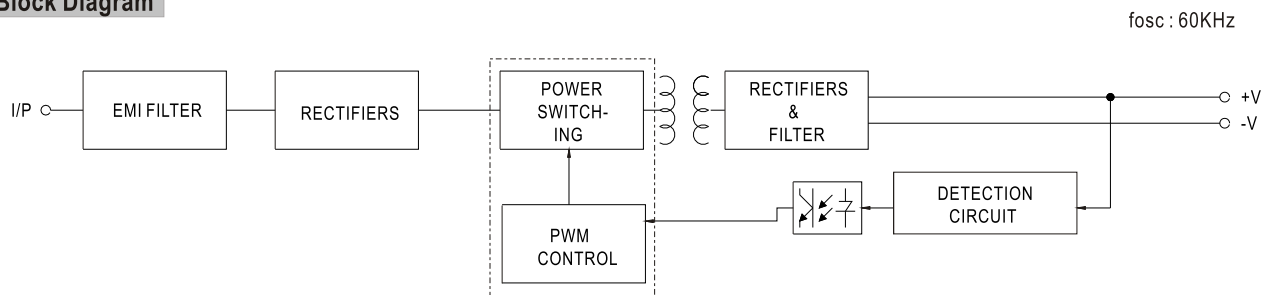 Block Diagram
fosc : 60KHz
I/P
EMI FILTER
RECTIFIERS
POWER
SWITCH-
ING
RECTIFIERS
&
FILTER
+V
-V
DETECTION
CIRCUIT
PWM
CONTROL